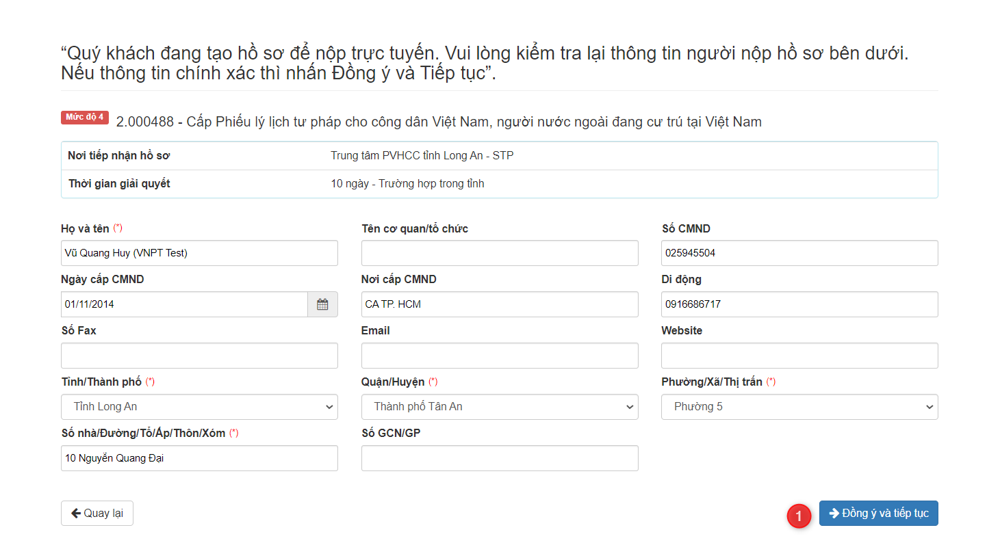 “Quý khách đang tạo hồ sơ để nộp trực tuyến. Vui lòng kiểm tra lại thông tin người nộp hồ sơ bên dưới.
Nếu thông tin chính xác thì nhấn Đồng ý và Tiếp tục”.
Mức độ 4 2.000488 - Cấp Phiếu lý lịch tư pháp cho công dân Việt Nam, người nước ngoài đang cư trú tại Việt Nam
Nơi tiếp nhận hồ sơ Trung tâm PVHCC tỉnh Long An - STP
Thời gian giải quyết 10 ngày - Trường hợp trong tỉnh
Họ và tên (*) Tên cơ quan/tổ chức Số CMND
Vũ Quang Huy (VNPT Test) 025945504
Ngày cấp CMND Nơi cấp CMND Di động
01/11/2014 CA TP. HCM 0916686717
Số Fax Email Website
Tỉnh/Thành phố (*) Quận/Huyện (*) Phường/Xã/Thị trấn (*)
Tỉnh Long An Thành phố Tân An Phường 5
Số nhà/Đường/Tổ/Ấp/Thôn/Xóm (*) Số GCN/GP
10 Nguyễn Quang Đại
Quay lại 1 Đồng ý và tiếp tục